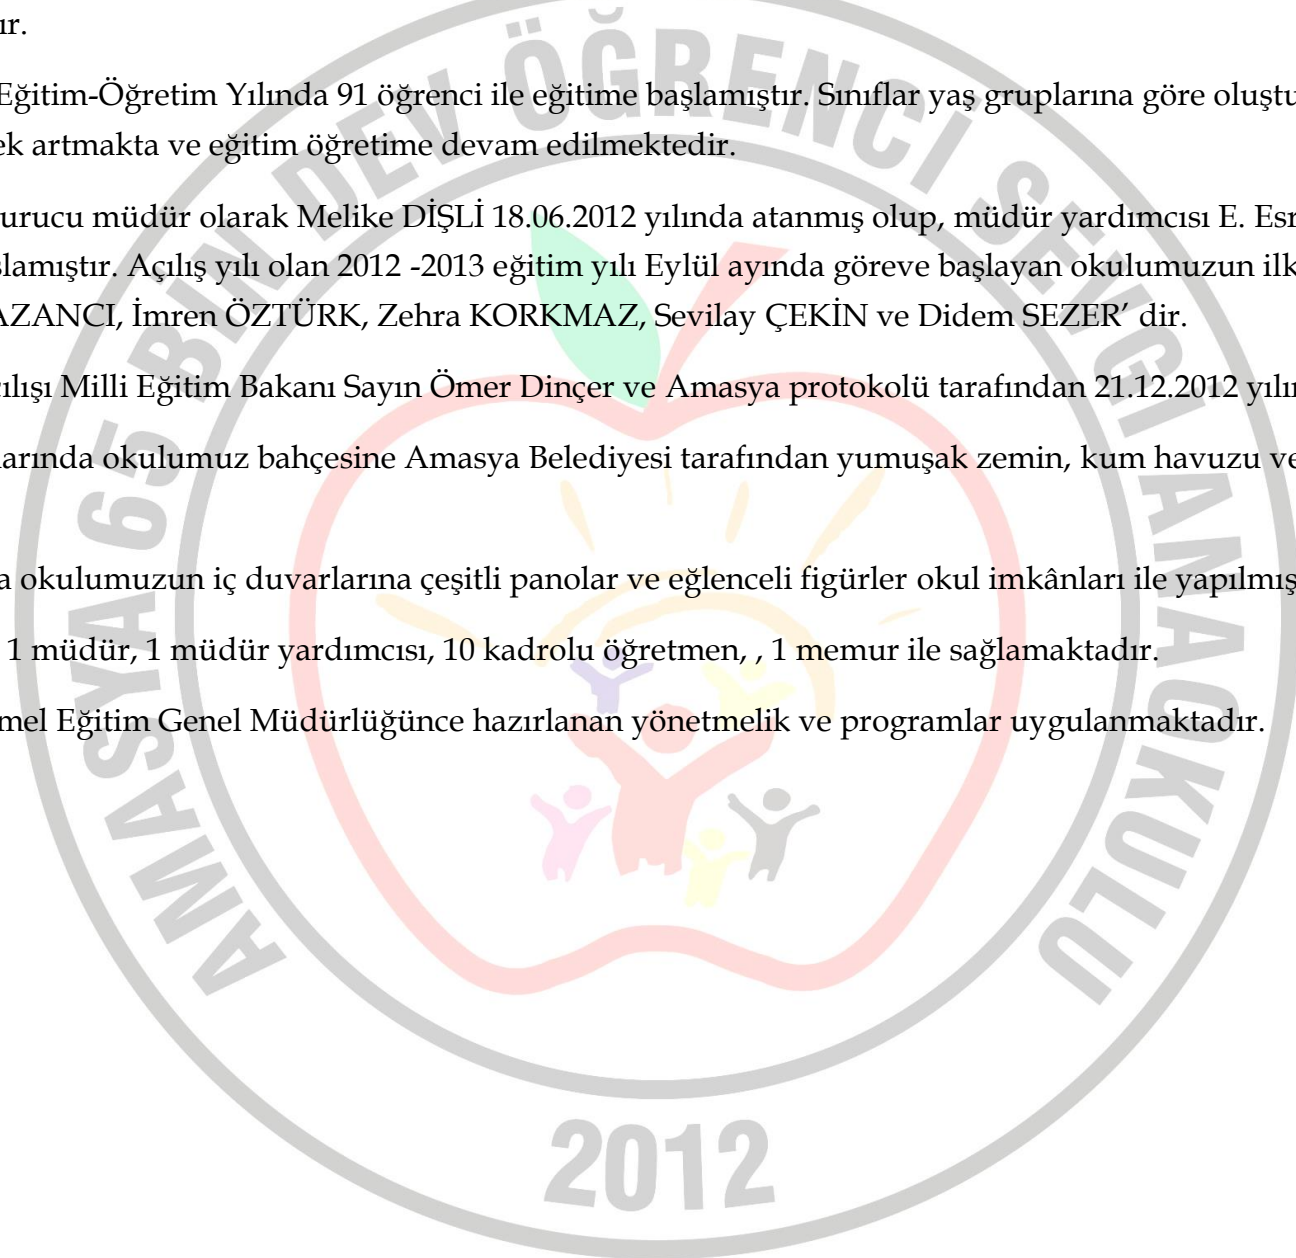 ır.
Eğitim-Öğretim Yılında 91 öğrenci ile eğitime başlamıştır. Sınıflar yaş gruplarına göre oluştu
ek artmakta ve eğitim öğretime devam edilmektedir.
urucu müdür olarak Melike DİŞLİ 18.06.2012 yılında atanmış olup, müdür yardımcısı E. Esr
şlamıştır. Açılış yılı olan 2012 -2013 eğitim yılı Eylül ayında göreve başlayan okulumuzun ilk
AZANCI, İmren ÖZTÜRK, Zehra KORKMAZ, Sevilay ÇEKİN ve Didem SEZER’ dir.
çılışı Milli Eğitim Bakanı Sayın Ömer Dinçer ve Amasya protokolü tarafından 21.12.2012 yılın
larında okulumuz bahçesine Amasya Belediyesi tarafından yumuşak zemin, kum havuzu ve
a okulumuzun iç duvarlarına çeşitli panolar ve eğlenceli figürler okul imkânları ile yapılmış
1 müdür, 1 müdür yardımcısı, 10 kadrolu öğretmen, , 1 memur ile sağlamaktadır.
mel Eğitim Genel Müdürlüğünce hazırlanan yönetmelik ve programlar uygulanmaktadır.
AMASYA 65 BİN DEV ÖĞRENCİ SEVGİ ANAOKULU
2012